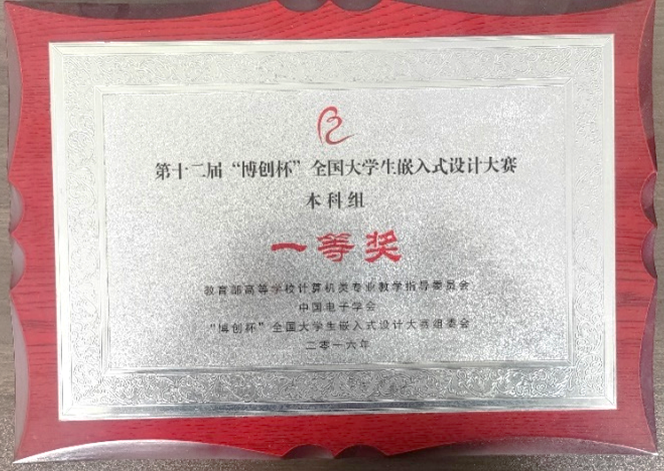 第十二届“博创杯”全国大学生嵌入式设计大赛
本科组
一等奖
教育部高等学校计算机类专业教学指导委员会
中国电子学会
“博创杯”全国大学生嵌入式设计大赛组委会
二零一六年